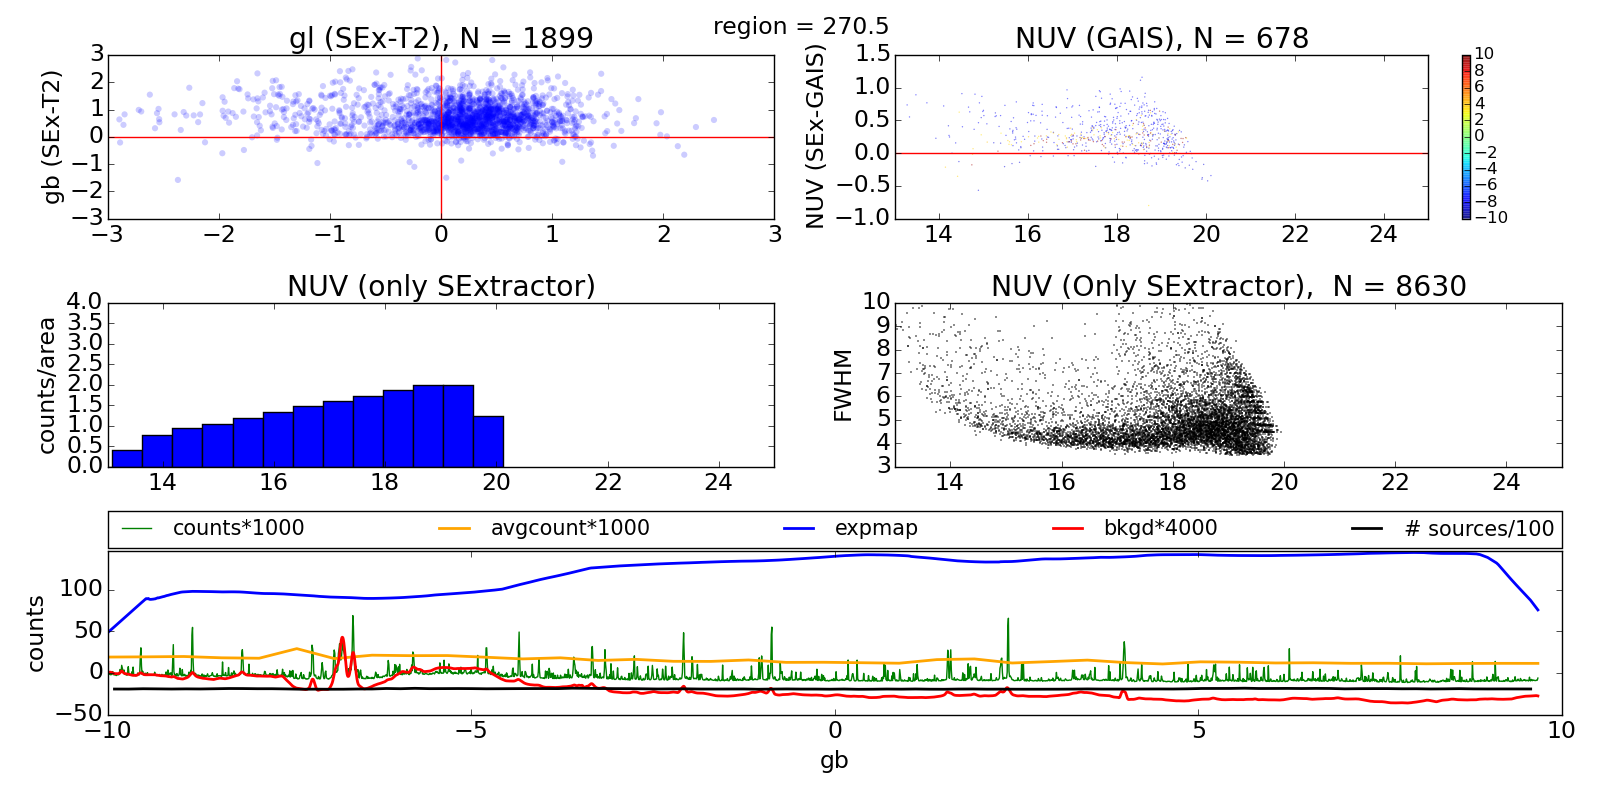 region = 270.5
gl (SEx-T2), N = 1899
gb (SEx-T2)
3
2
1
0
−1
−2
−3
−3 −2 −1 0 1 2 3
NUV (GAIS), N = 678
NUV (SEx-GAIS)
1.5
1.0
0.5
0.0
−0.5
−1.0
14 16 18 20 22 24
10
8
6
4
2
0
−2
−4
−6
−8
−10
NUV (only SExtractor)
counts/area
4.0
3.5
3.0
2.5
2.0
1.5
1.0
0.5
0.0
14 16 18 20 22 24
NUV (Only SExtractor), N = 8630
FWHM
10
9
8
7
6
5
4
3
14 16 18 20 22 24
counts*1000 avgcount*1000 expmap bkgd*4000 # sources/100
counts
100
50
0
−50
−10 −5 0 5 10
gb